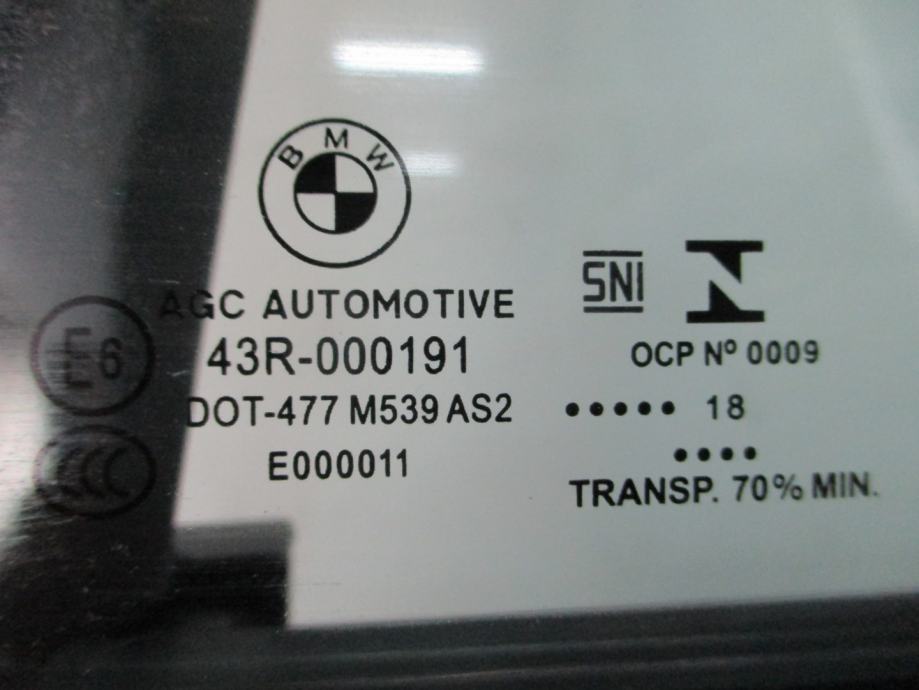 BMW
SNI
AGC AUTOMOTIVE
E6
43R-000191
OCP Nº 0009
DOT-477 M539 AS2
••••• 18
CCC
E000011
••••
TRANSP. 70% MIN.